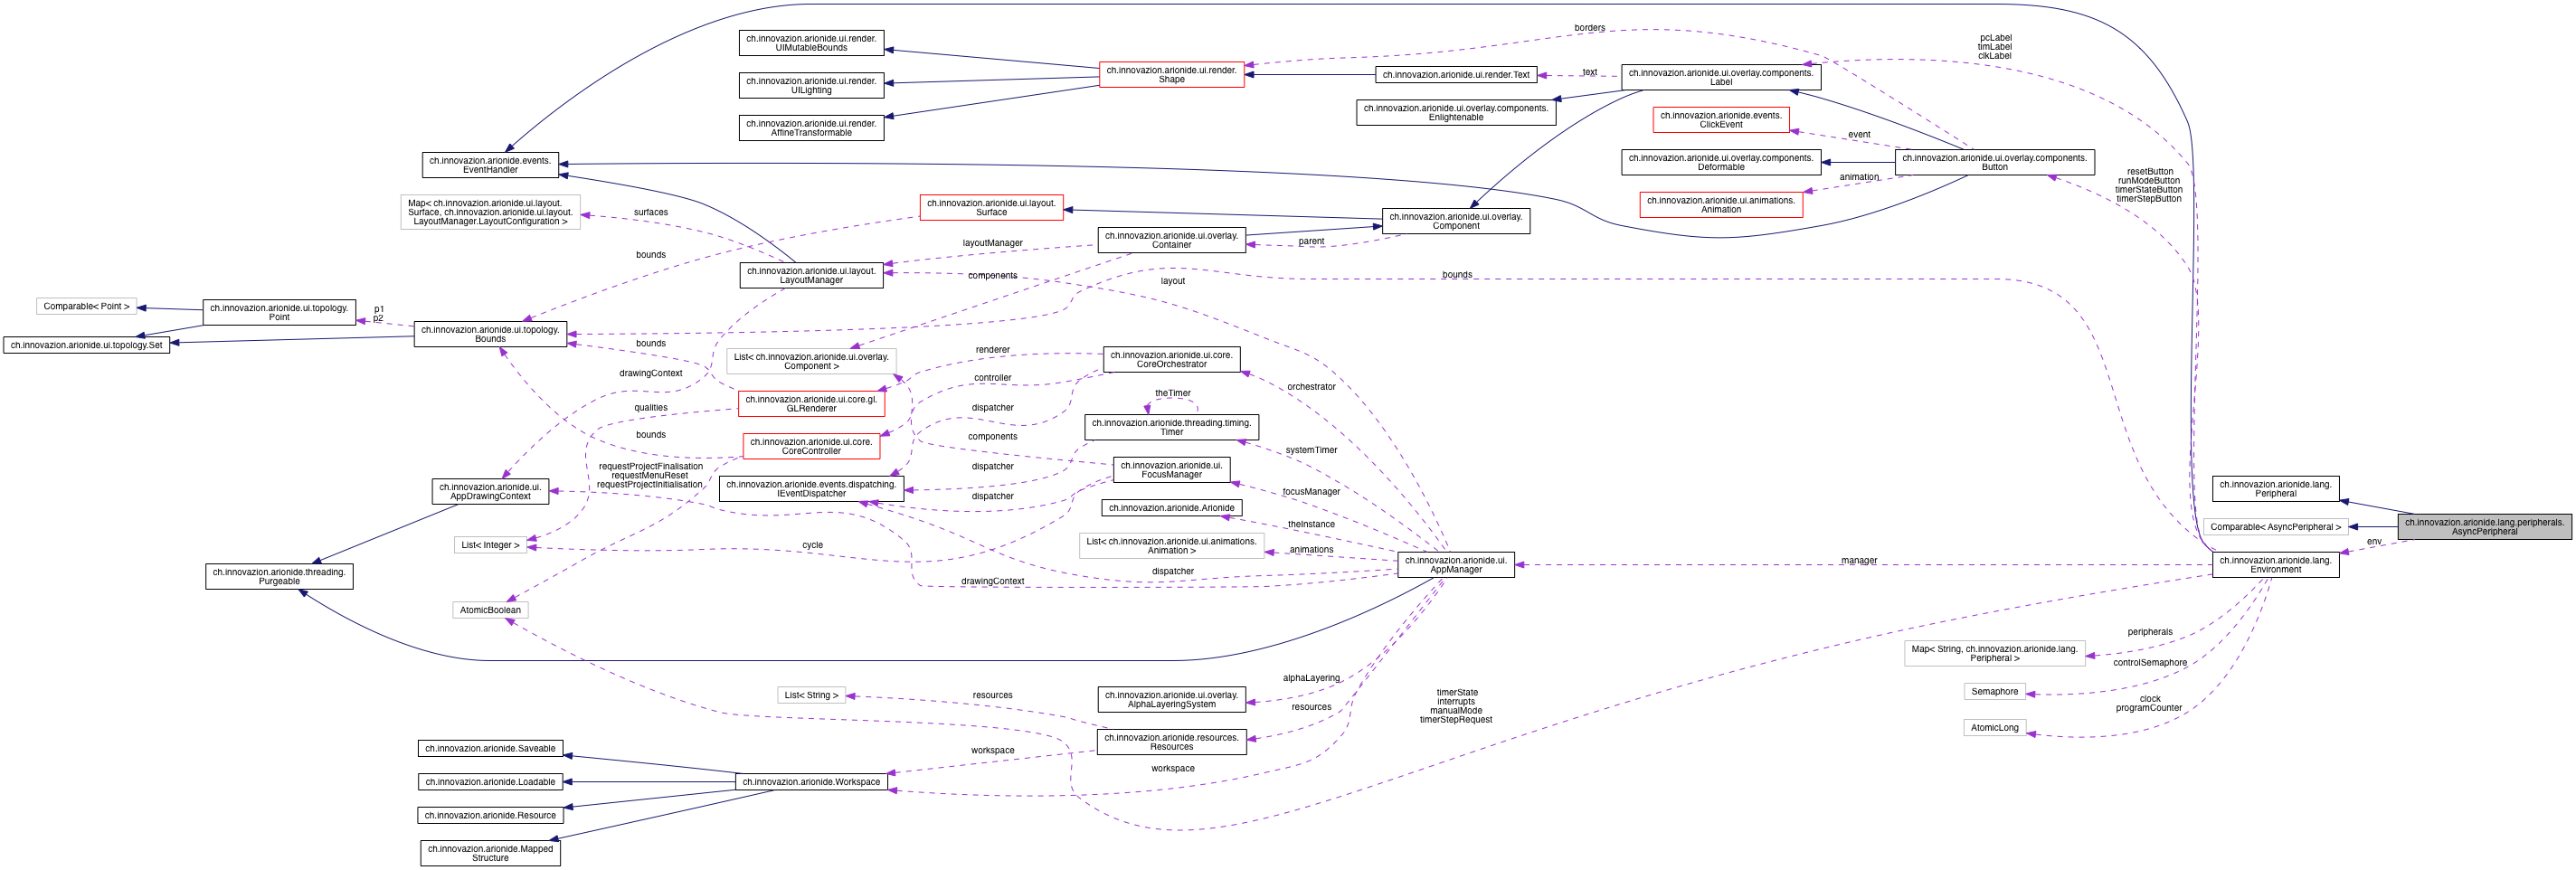 ch.innovazion.arionide.ui.render.
UIMutableBounds
ch.innovazion.arionide.ui.render.
UILighting
ch.innovazion.arionide.ui.render.
AffineTransformable
ch.innovazion.arionide.ui.render.
Shape
borders
ch.innovazion.arionide.ui.render.Text
text
ch.innovazion.arionide.ui.overlay.components.
Label
pcLabel
timLabel
clkLabel
ch.innovazion.arionide.ui.overlay.components.
Enlightenable
ch.innovazion.arionide.events.
ClickEvent
event
ch.innovazion.arionide.ui.overlay.components.
Deformable
ch.innovazion.arionide.ui.overlay.components.
Button
animation
ch.innovazion.arionide.ui.animations.
Animation
resetButton
runModeButton
timerStateButton
timerStepButton
ch.innovazion.arionide.events.
EventHandler
Map< ch.innovazion.arionide.ui.layout.
Surface, ch.innovazion.arionide.ui.layout.
LayoutManager.LayoutConfiguration >
surfaces
ch.innovazion.arionide.ui.layout.
Surface
ch.innovazion.arionide.ui.overlay.
Component
ch.innovazion.arionide.ui.overlay.
Container
parent
layoutManager
bounds
ch.innovazion.arionide.ui.layout.
LayoutManager
components
layout
bounds
Comparable< Point >
ch.innovazion.arionide.ui.topology.
Point
p1
p2
ch.innovazion.arionide.ui.topology.Set
ch.innovazion.arionide.ui.topology.
Bounds
bounds
List< ch.innovazion.arionide.ui.overlay.
Component >
renderer
ch.innovazion.arionide.ui.core.
CoreOrchestrator
drawingContext
controller
orchestrator
ch.innovazion.arionide.ui.core.gl.
GLRenderer
qualities
dispatcher
theTimer
ch.innovazion.arionide.threading.timing.
Timer
bounds
ch.innovazion.arionide.ui.core.
CoreController
components
systemTimer
requestProjectFinalisation
requestMenuReset
requestProjectInitialisation
dispatcher
ch.innovazion.arionide.ui.
FocusManager
ch.innovazion.arionide.ui.
AppDrawingContext
ch.innovazion.arionide.events.dispatching.
IEventDispatcher
dispatcher
focusManager
ch.innovazion.arionide.Arionide
theInstance
ch.innovazion.arionide.lang.
Peripheral
Comparable< AsyncPeripheral >
ch.innovazion.arionide.lang.peripherals.
AsyncPeripheral
env
List< Integer >
cycle
List< ch.innovazion.arionide.ui.animations.
Animation >
animations
ch.innovazion.arionide.ui.
AppManager
manager
ch.innovazion.arionide.lang.
Environment
ch.innovazion.arionide.threading.
Purgeable
drawingContext
dispatcher
AtomicBoolean
peripherals
Map< String, ch.innovazion.arionide.lang.
Peripheral >
controlSemaphore
Semaphore
clock
programCounter
AtomicLong
alphaLayering
List< String >
resources
ch.innovazion.arionide.ui.overlay.
AlphaLayeringSystem
resources
timerState
interrupts
manualMode
timerStepRequest
ch.innovazion.arionide.resources.
Resources
workspace
workspace
ch.innovazion.arionide.Saveable
ch.innovazion.arionide.Loadable
ch.innovazion.arionide.Workspace
ch.innovazion.arionide.Resource
ch.innovazion.arionide.Mapped
Structure